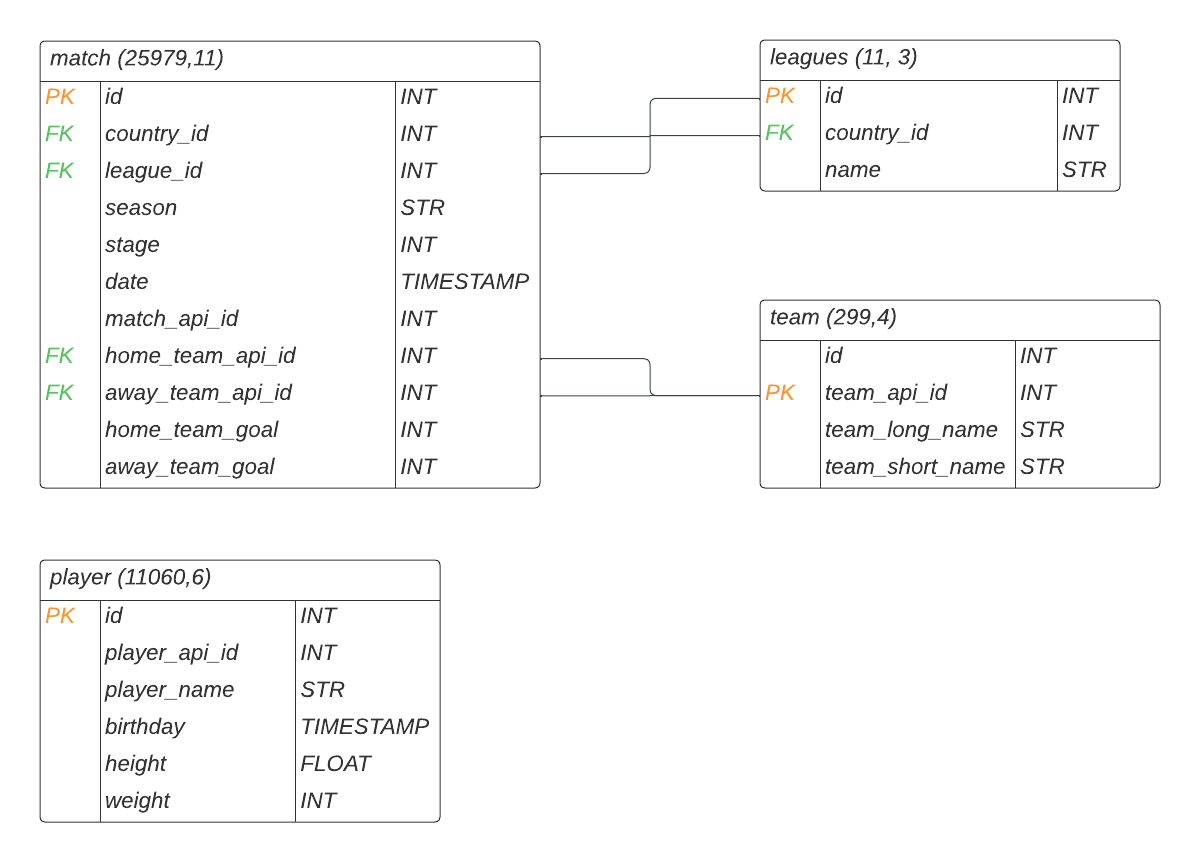 match (25979,11)
PK id INT
FK country_id INT
FK league_id INT
season STR
stage INT
date TIMESTAMP
match_api_id INT
FK home_team_api_id INT
FK away_team_api_id INT
home_team_goal INT
away_team_goal INT
leagues (11, 3)
PK id INT
FK country_id INT
name STR
team (299,4)
id INT
PK team_api_id INT
team_long_name STR
team_short_name STR
player (11060,6)
PK id INT
player_api_id INT
player_name STR
birthday TIMESTAMP
height FLOAT
weight INT